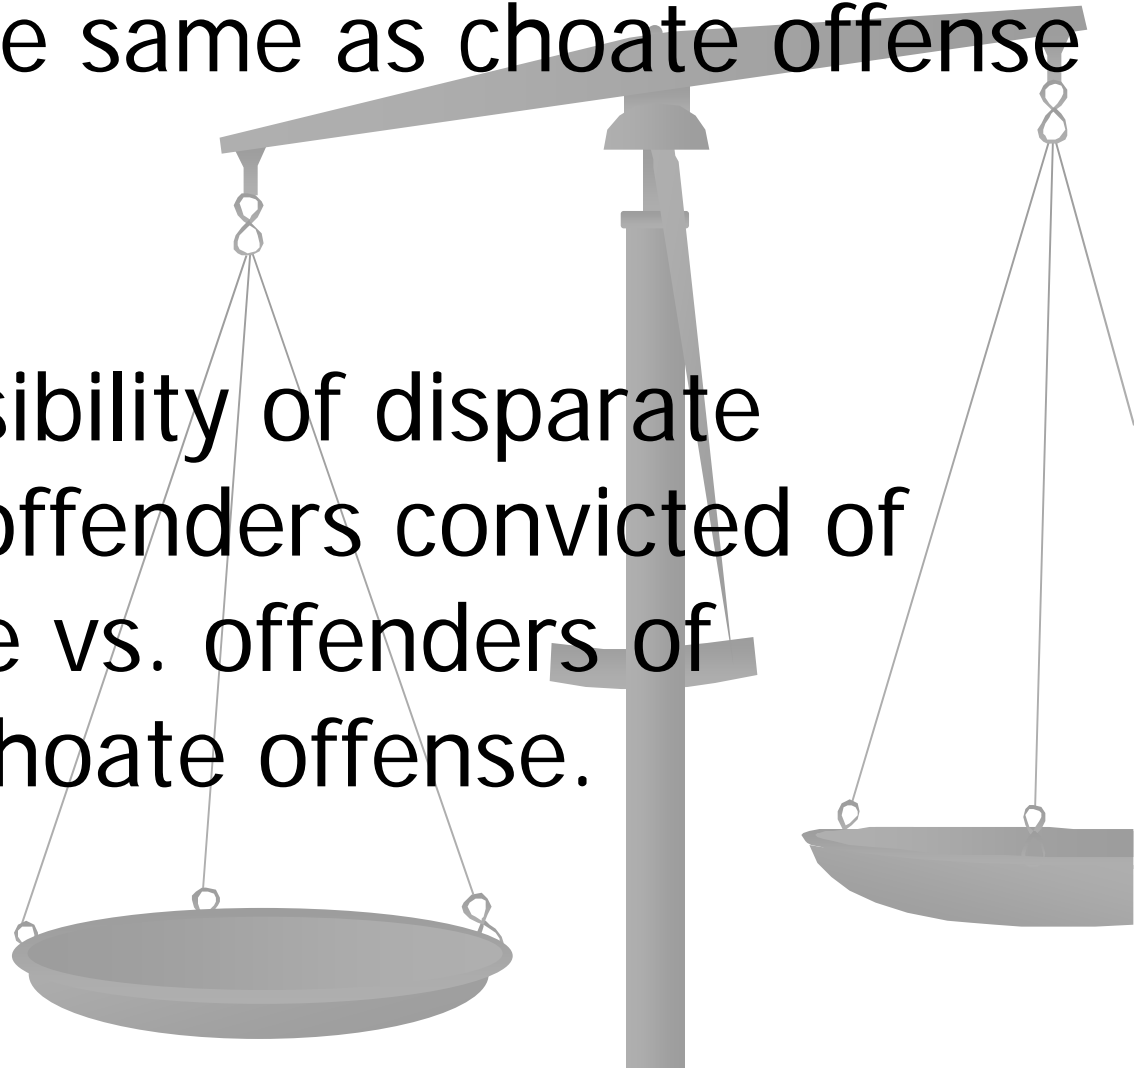 e same as choate offense
sibility of disparate
offenders convicted of
e vs. offenders of
hoate offense.